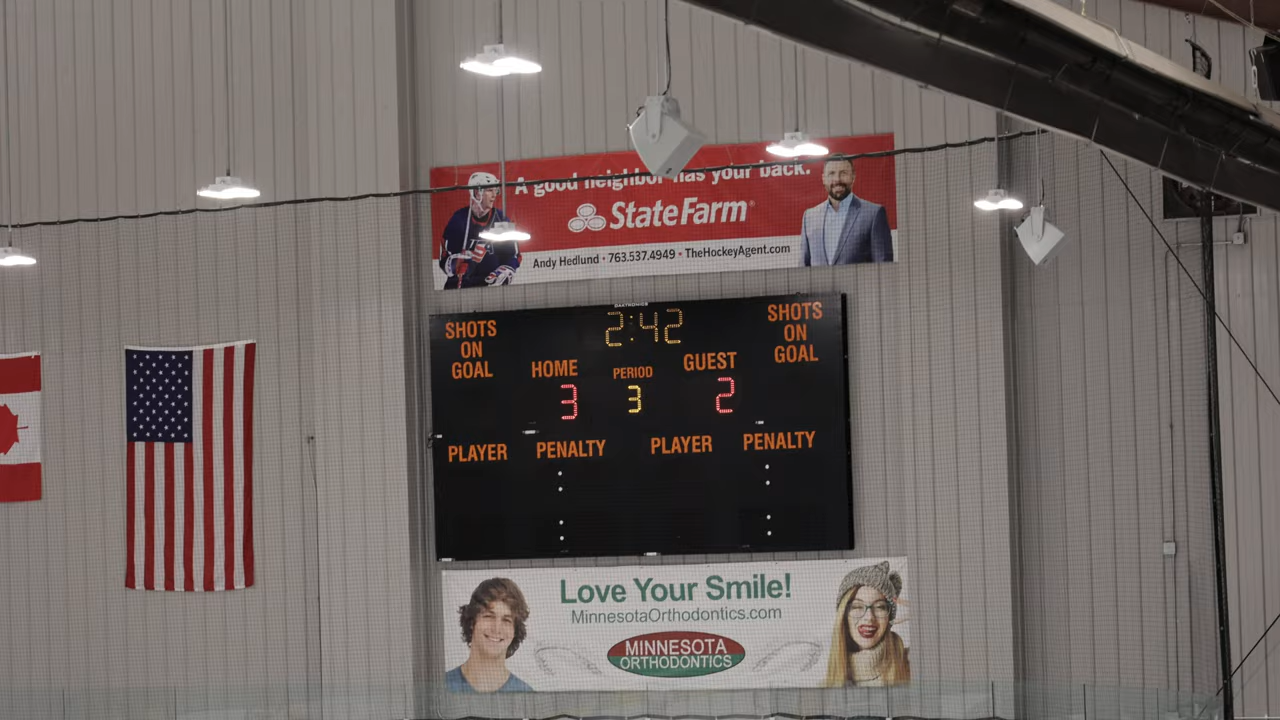 A good neighbor has your back.
StateFarm®
Andy Hedlund • 763.537.4949 • TheHockeyAgent.com
DAKTRONICS
2:42
SHOTS ON GOAL
SHOTS ON GOAL
HOME
PERIOD
GUEST
3
3
2
PLAYER
PENALTY
PLAYER
PENALTY
Love Your Smile!
MinnesotaOrthodontics.com
MINNESOTA
ORTHODONTICS